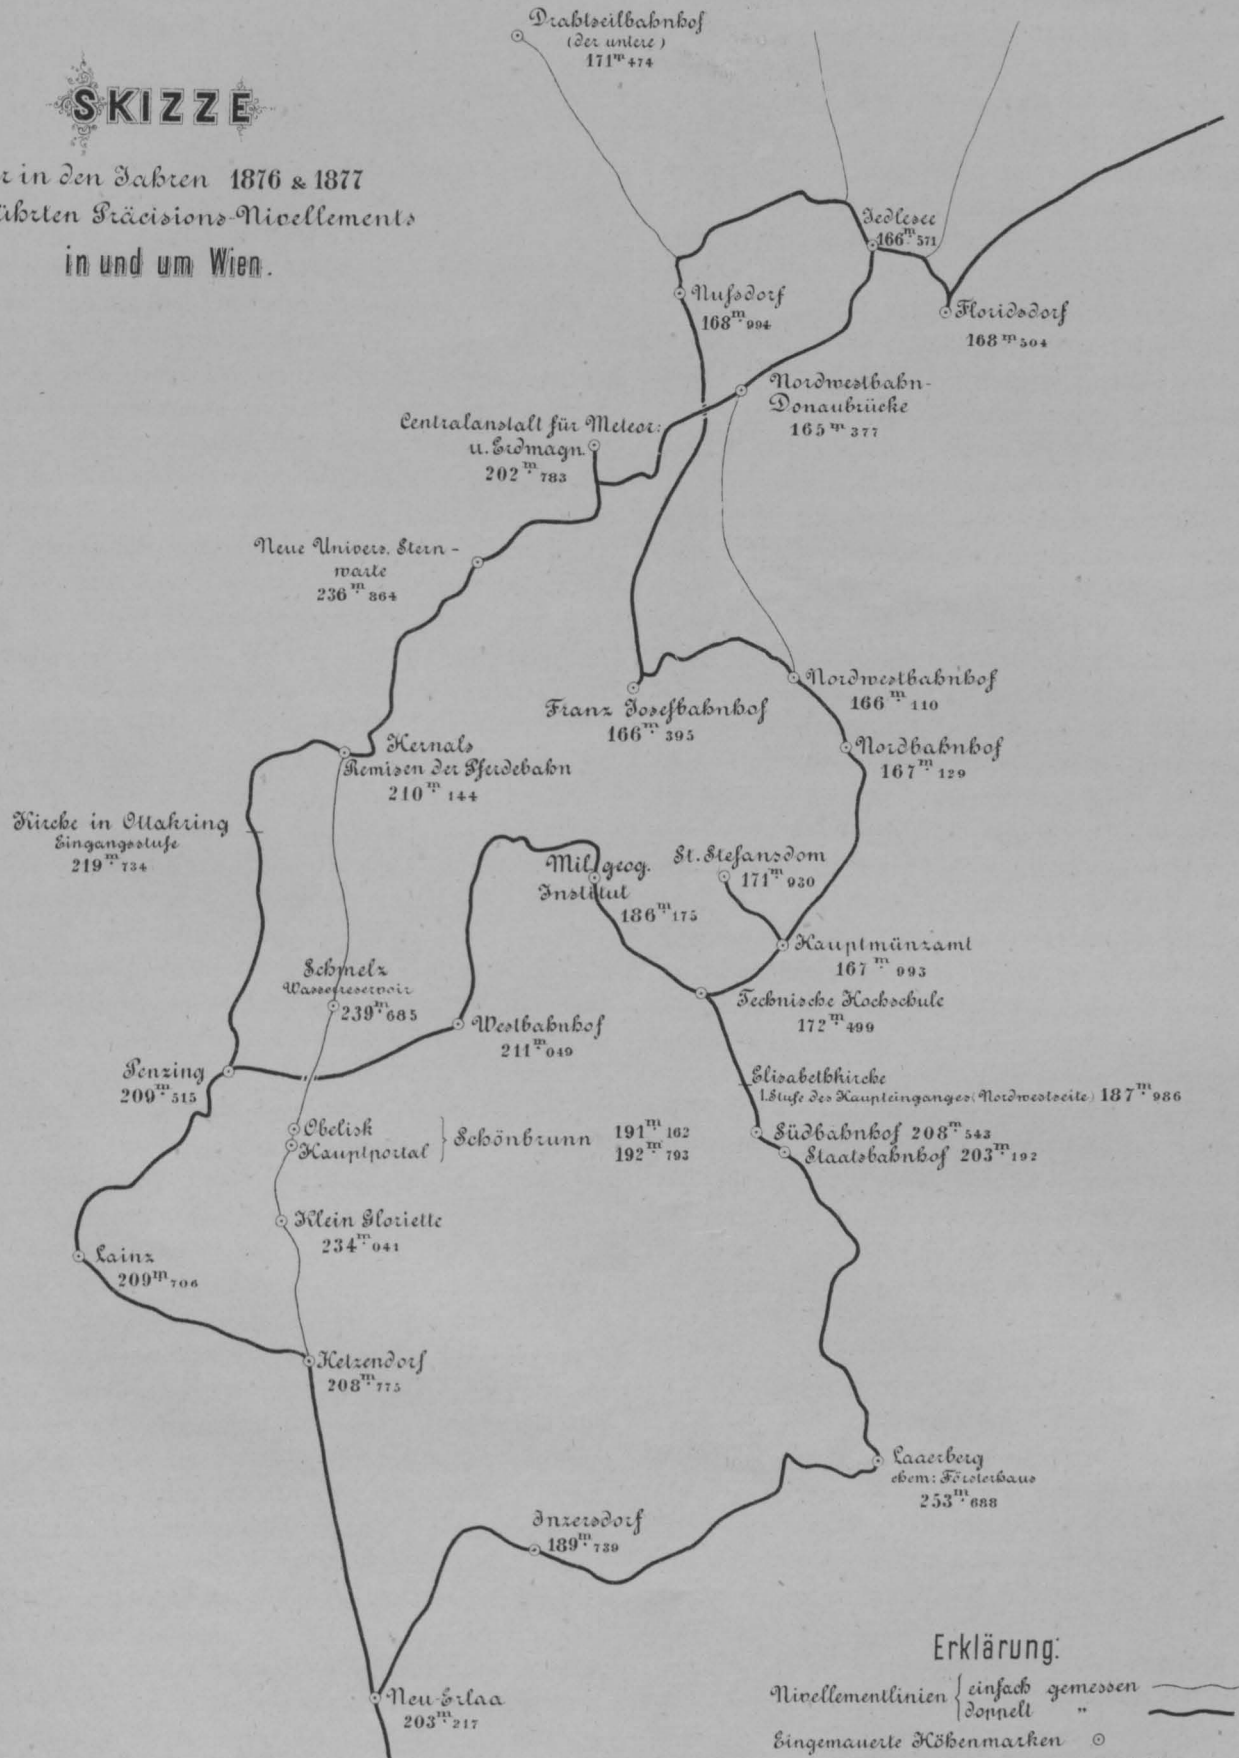 SKIZZE
r in den Jahren 1876 & 1877
ührten Präcisions-Nivellements
in und um Wien.
Drahtseilbahnhof
(der untere)
171m. 474
Jedlesee
166m. 571
Nufsdorf
168m. 994
Floridsdorf
168m. 504
Nordwestbahn-
Donaubrücke
165m. 377
Centralanstalt für Meteor:
u. Erdmagn.
202m. 783
Neue Univers. Stern-
warte
236m. 864
Nordwestbahnhof
166m. 110
Franz Josefbahnhof
166m. 395
Nordbahnhof
167m. 129
Hernals
Remisen der Pferdebahn
210m. 144
Kirche in Ottakring
Eingangsstufe
219m. 734
Mil. geog.
Institut
186m. 175
St. Stefansdom
171m. 930
Hauptmünzamt
167m. 993
Schmelz
Wasserreservoir
239m. 685
Technische Hochschule
172m. 499
Westbahnhof
211m. 049
Penzing
209m. 515
Elisabethkirche
1. Stufe des Haupteinganges (Nordwestseite) 187m. 986
Obelisk
Hauptportal } Schönbrunn 191m. 162
192m. 793
Südbahnhof 208m. 543
Staatsbahnhof 203m. 192
Klein Gloriette
234m. 041
Lainz
209m. 706
Hetzendorf
208m. 775
Laaerberg
ehem: Försterhaus
253m. 688
Inzersdorf
189m. 739
Neu-Erlaa
203m. 217
Erklärung:
Nivellementlinien { einfach gemessen
doppelt "
Eingemauerte Höhenmarken